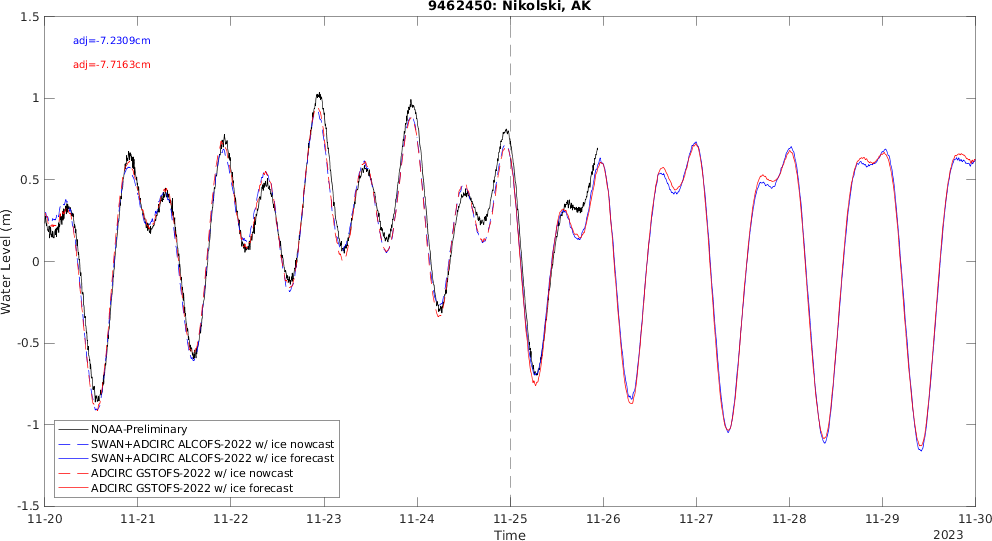 9462450: Nikolski, AK
adj=-7.2309cm
adj=-7.7163cm
1.5
1
0.5
0
-0.5
-1
-1.5
Water Level (m)
NOAA-Preliminary
SWAN+ADCIRC ALCOFS-2022 w/ ice nowcast
SWAN+ADCIRC ALCOFS-2022 w/ ice forecast
ADCIRC GSTOFS-2022 w/ ice nowcast
ADCIRC GSTOFS-2022 w/ ice forecast
11-20 11-21 11-22 11-23 11-24 11-25 11-26 11-27 11-28 11-29 11-30
Time
2023